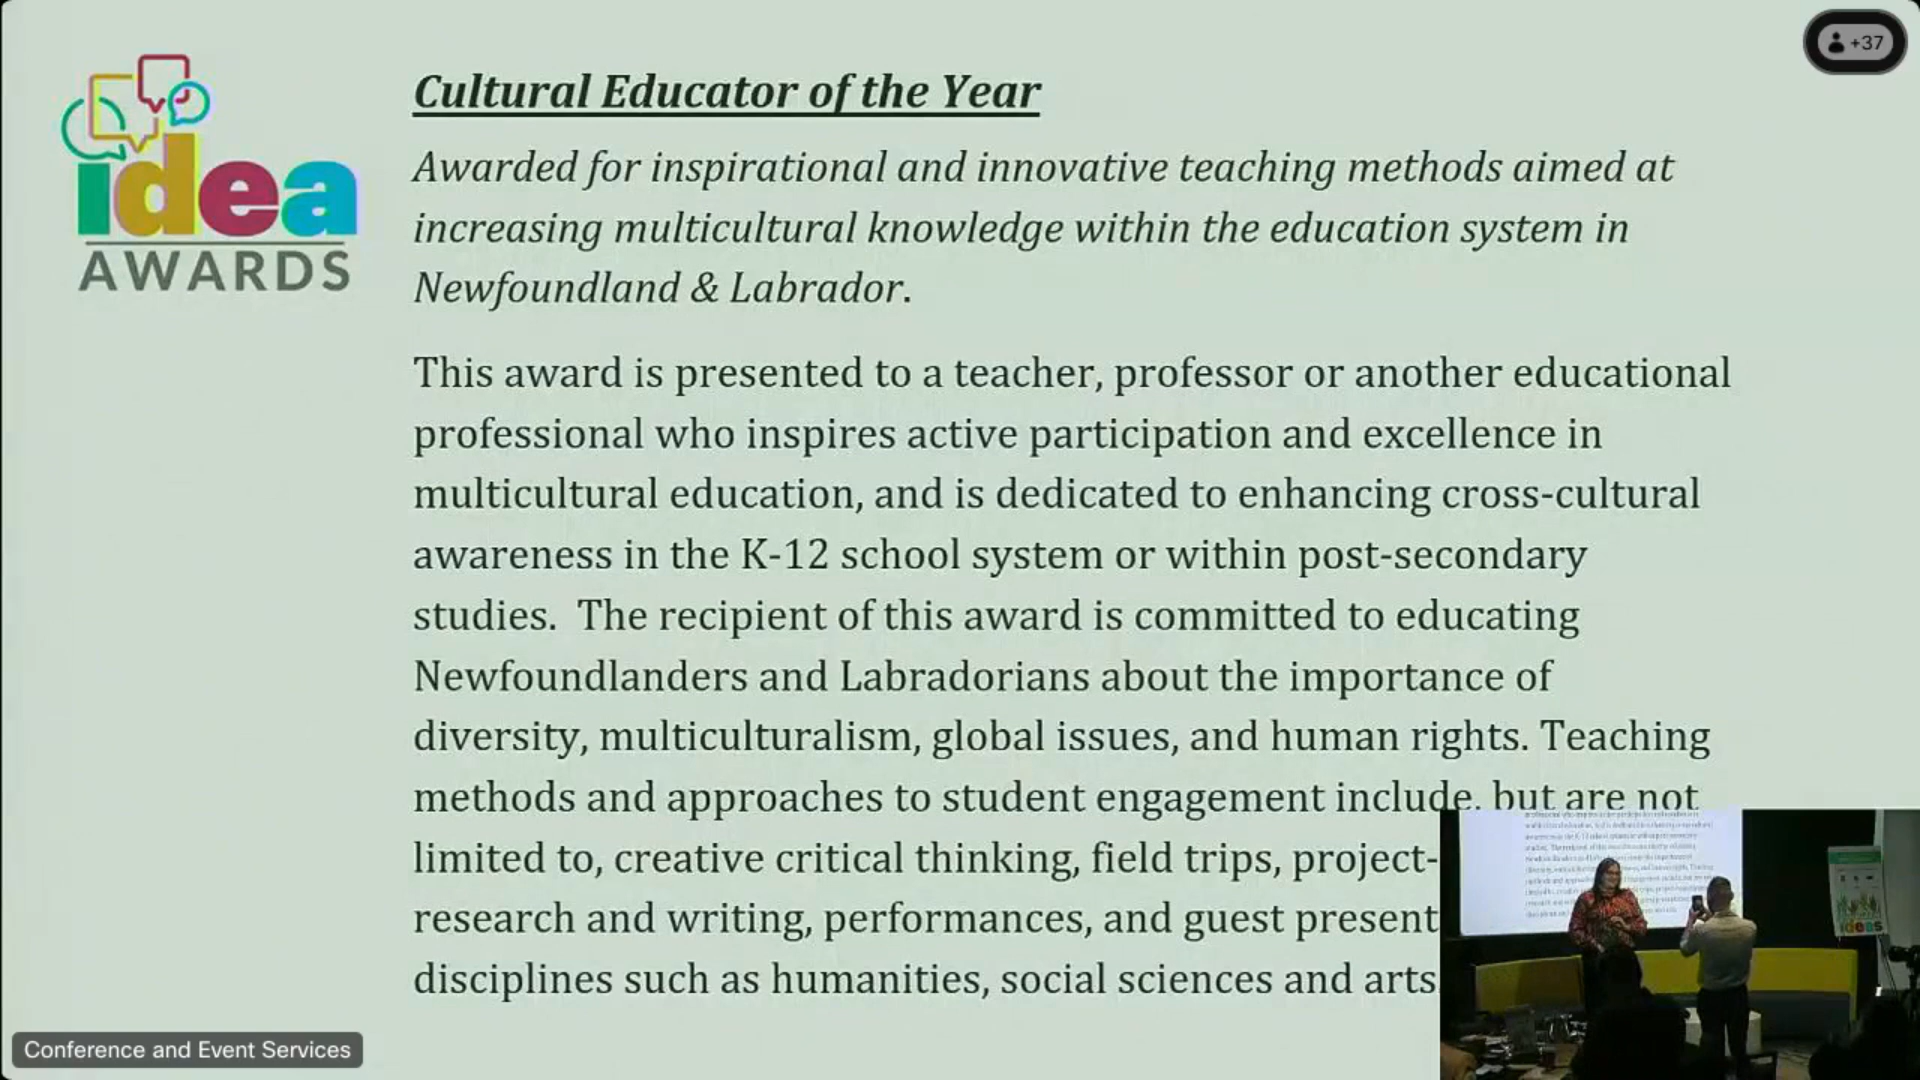 +37
idea
AWARDS
Cultural Educator of the Year
Awarded for inspirational and innovative teaching methods aimed at
increasing multicultural knowledge within the education system in
Newfoundland & Labrador.
This award is presented to a teacher, professor or another educational
professional who inspires active participation and excellence in
multicultural education, and is dedicated to enhancing cross-cultural
awareness in the K-12 school system or within post-secondary
studies.  The recipient of this award is committed to educating
Newfoundlanders and Labradorians about the importance of
diversity, multiculturalism, global issues, and human rights. Teaching
methods and approaches to student engagement include, but are not
limited to, creative critical thinking, field trips, project-
research and writing, performances, and guest present
disciplines such as humanities, social sciences and arts.
ideas
Conference and Event Services